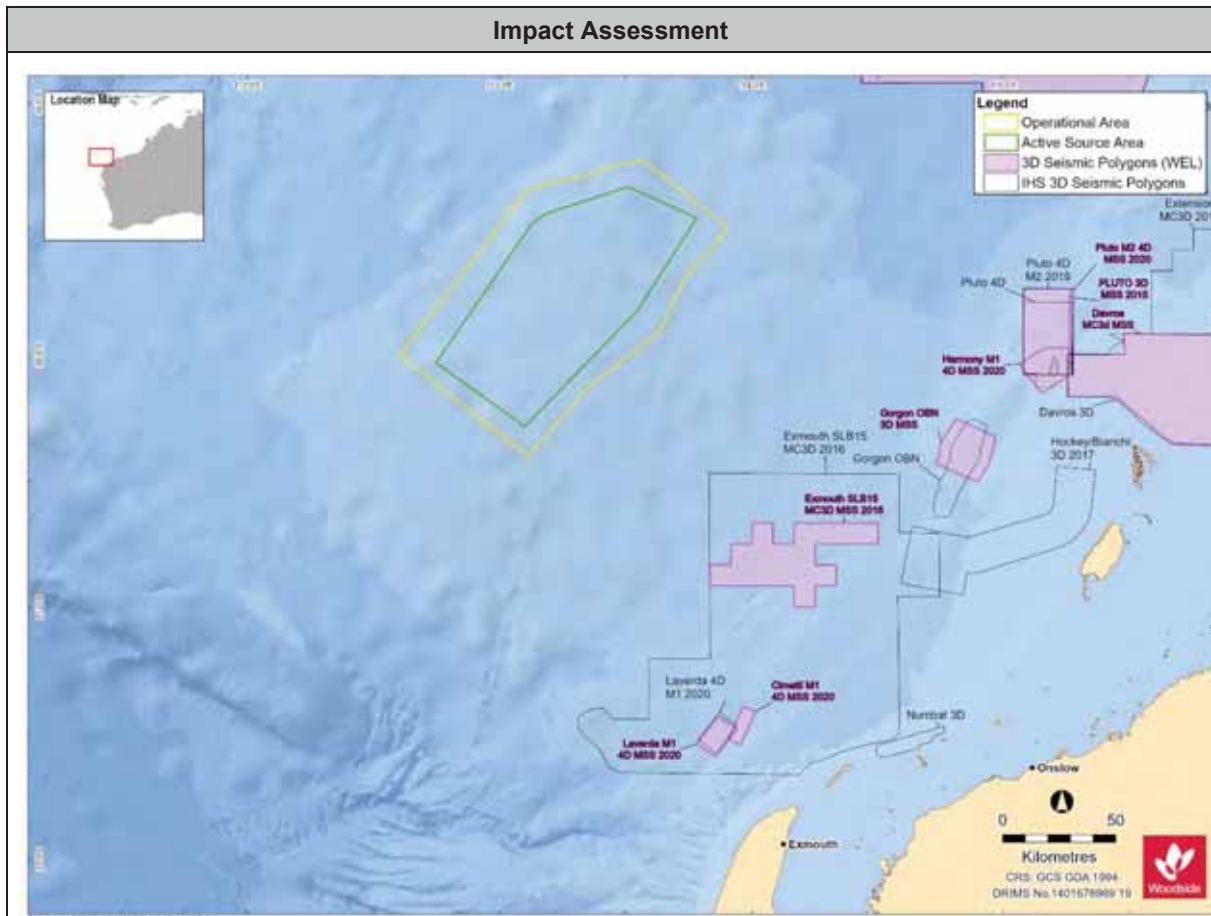 Impact Assessment
Location Map
Legend
Operational Area
Active Source Area
3D Seismic Polygons (WEL)
IHS 3D Seismic Polygons
Extension
MC3D 201
Pluto M2 4D
MSS 2020
Pluto 4D
M2 2019
Pluto 4D
PLUTO 3D
MSS 2015
Davros
MC3d MSS
Harmony M1
4D MSS 2020
Davros 3D
Gorgon OBN
3D MSS
Exmouth SLB15
MC3D 2016
Gorgon OBN
Hockey/Bianchi
3D 2017
Exmouth SLB15
MC3D MSS 2016
Laverda 4D
M1 2020
Cimatti M1
4D MSS 2020
Laverda M1
4D MSS 2020
Numbat 3D
Onslow
Exmouth
0 50
Kilometres
CRS: GCS GDA 1994
Woodside